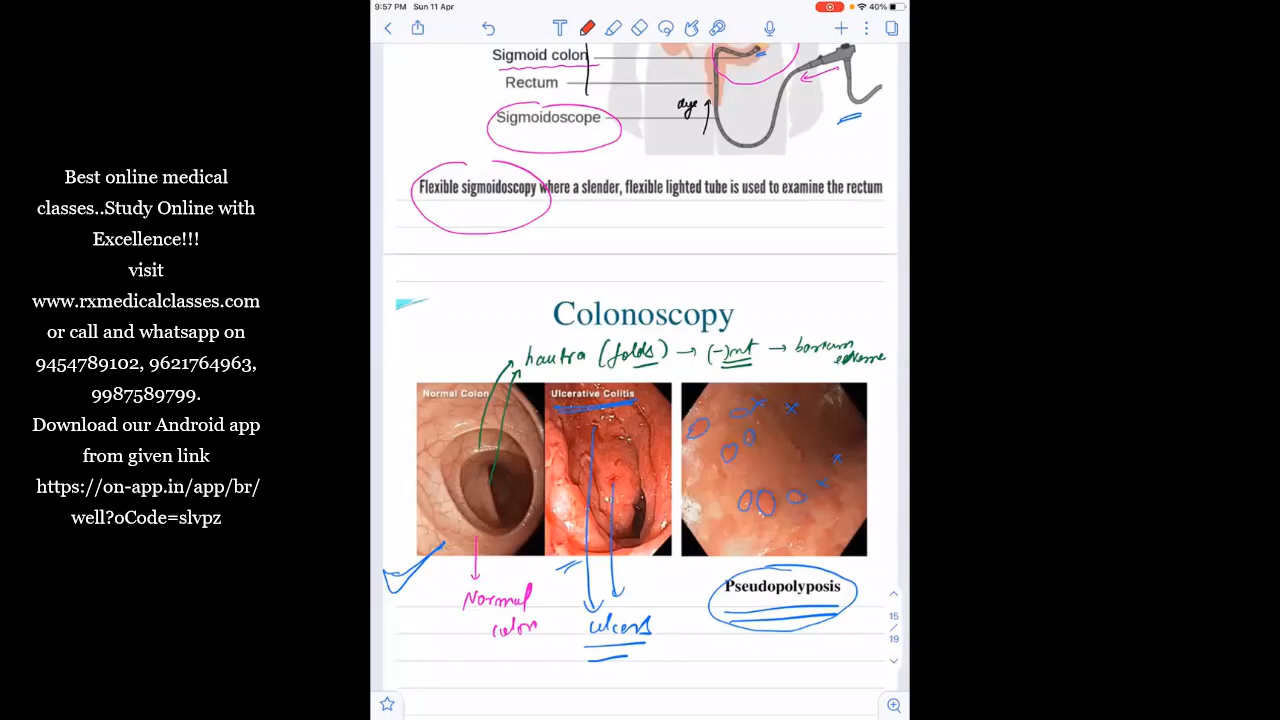 9:57 PM Sun 11 Apr
40%
Best online medical
classes..Study Online with
Excellence!!!
visit
www.rxmedicalclasses.com
or call and whatsapp on
9454789102, 9621764963,
9987589799.
Download our Android app
from given link
https://on-app.in/app/br/
well?oCode=slvpz
Sigmoid colon
Rectum
dye
Sigmoidoscope
Flexible sigmoidoscopy where a slender, flexible lighted tube is used to examine the rectum
Colonoscopy
haustra (folds) → (-)nt → barium
Normal Colon
Ulcerative Colitis
Pseudopolyposis
Normal
colon
ulcers
15
/
19